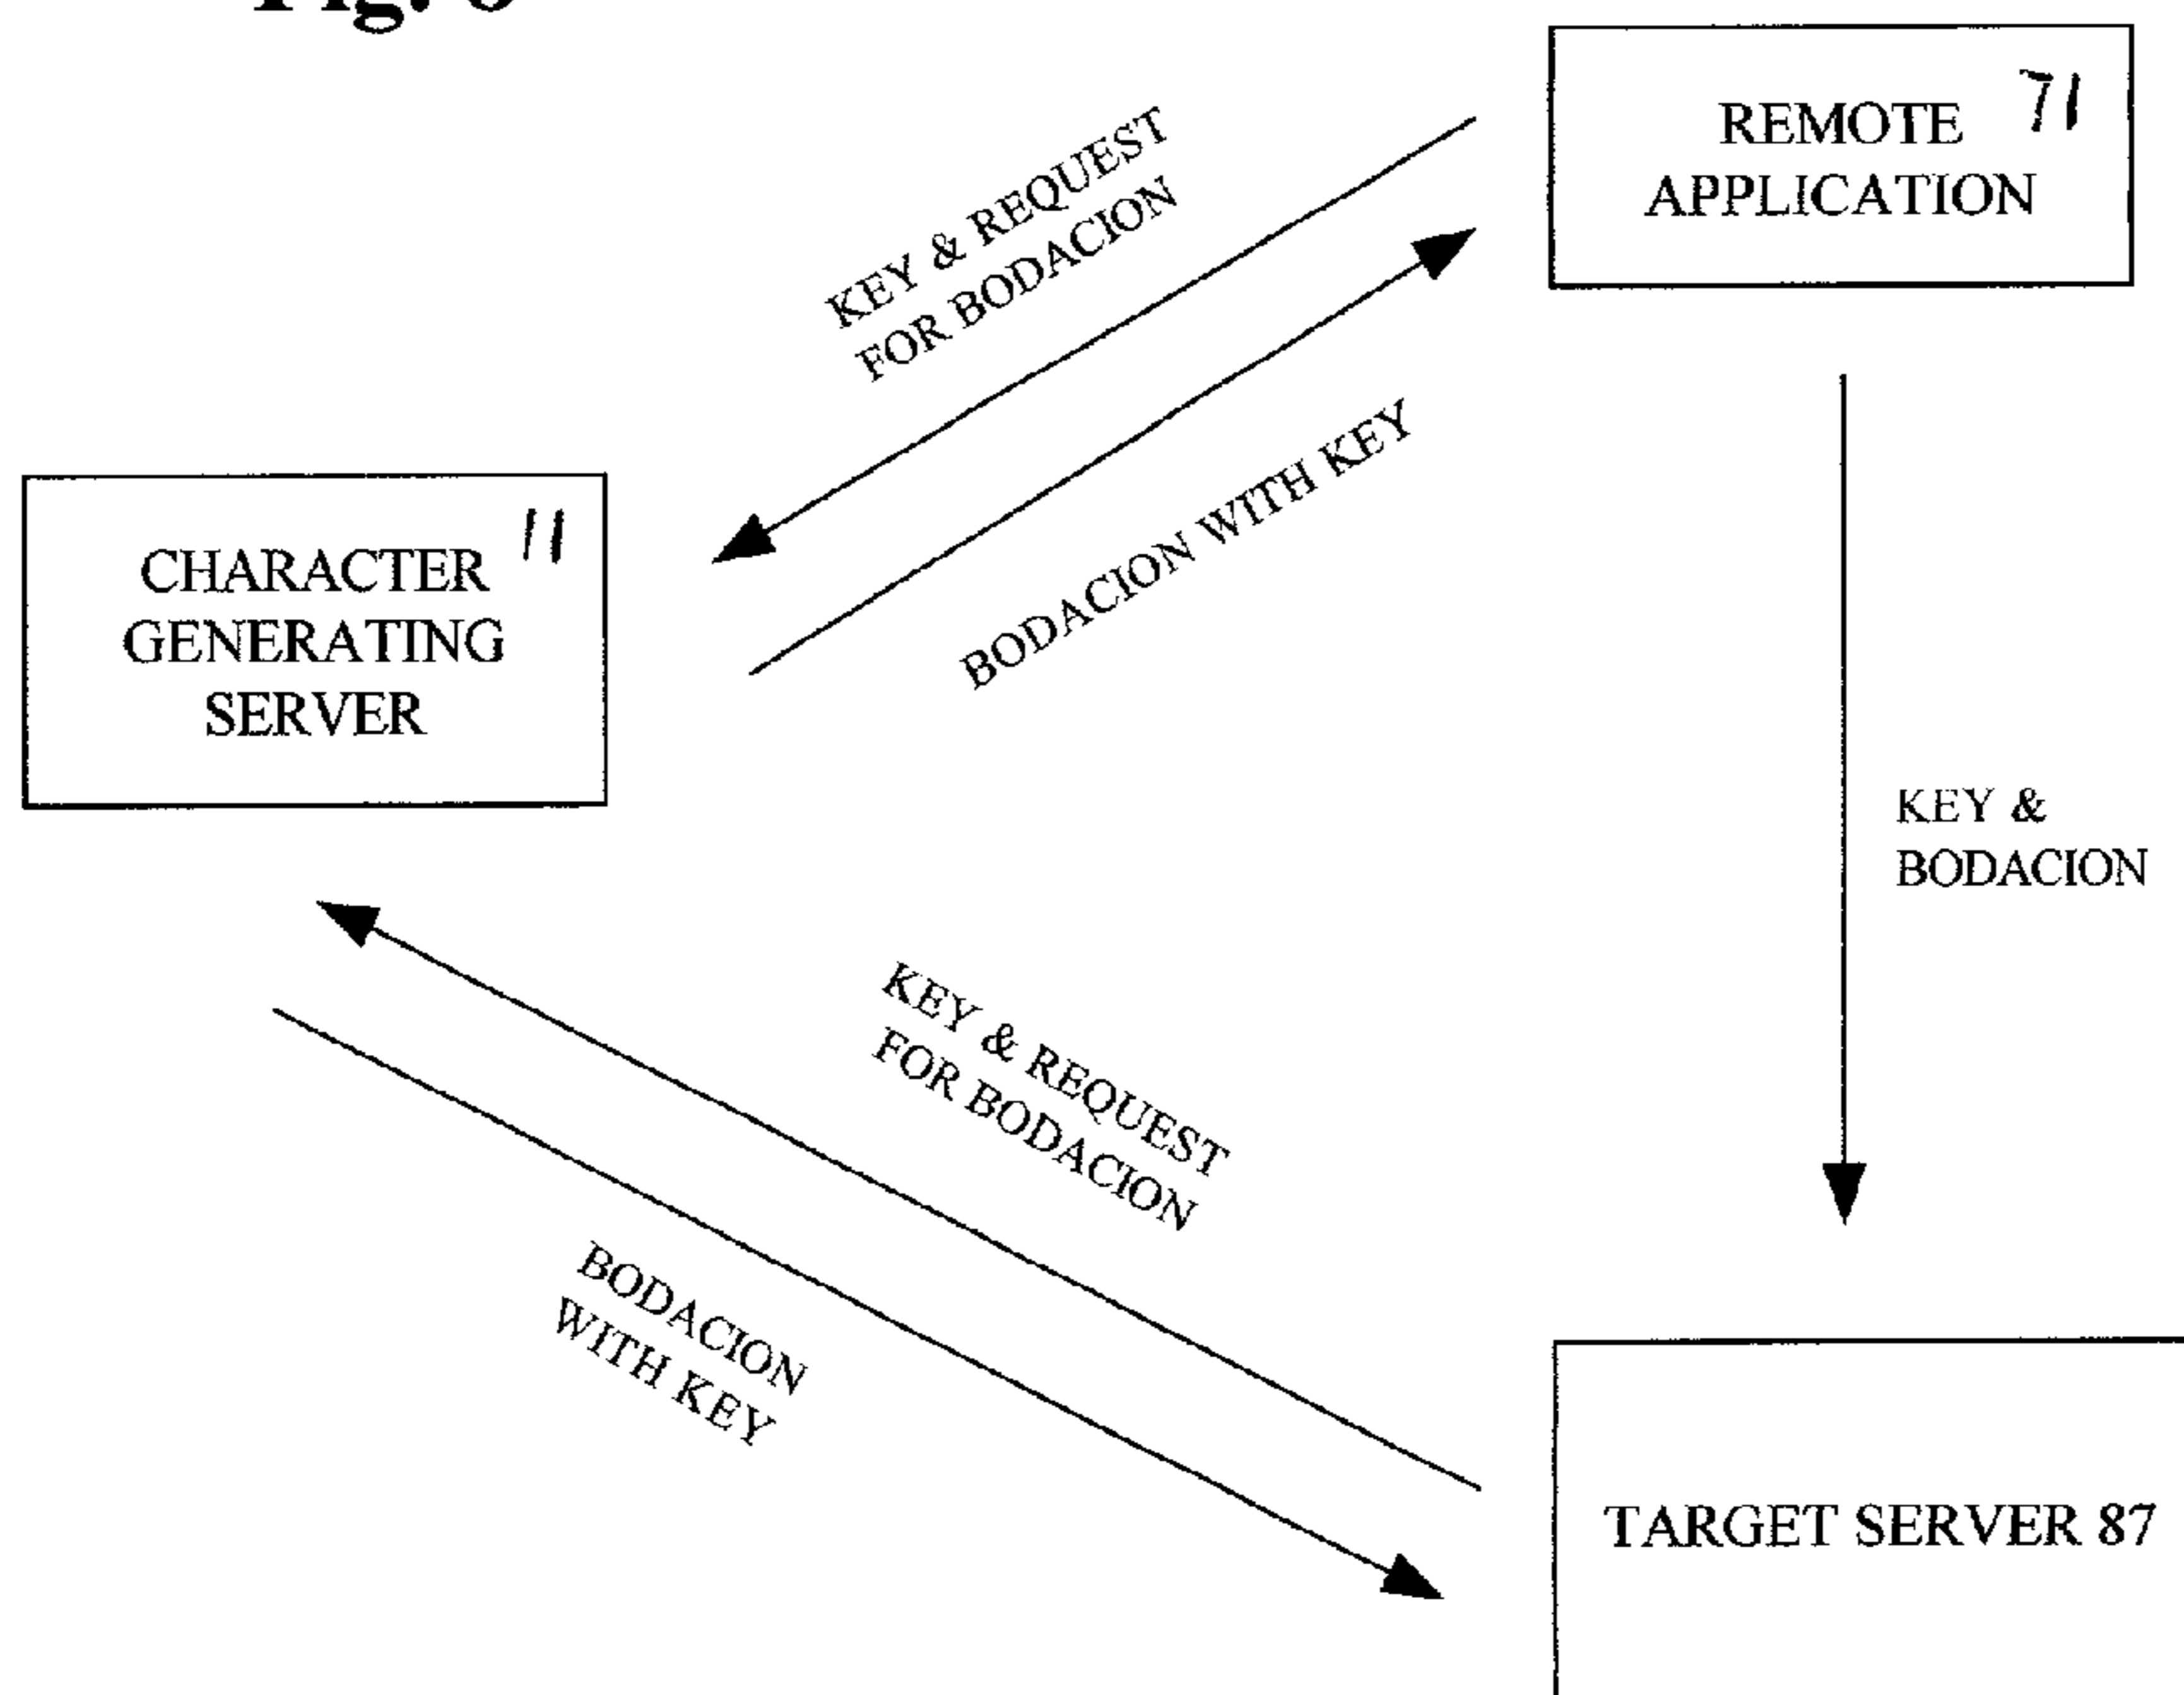 REMOTE 71
APPLICATION
KEY & REQUEST
FOR BODACION
BODACION WITH KEY
CHARACTER 11
GENERATING
SERVER
KEY &
BODACION
KEY & REQUEST
FOR BODACION
BODACION
WITH KEY
TARGET SERVER 87